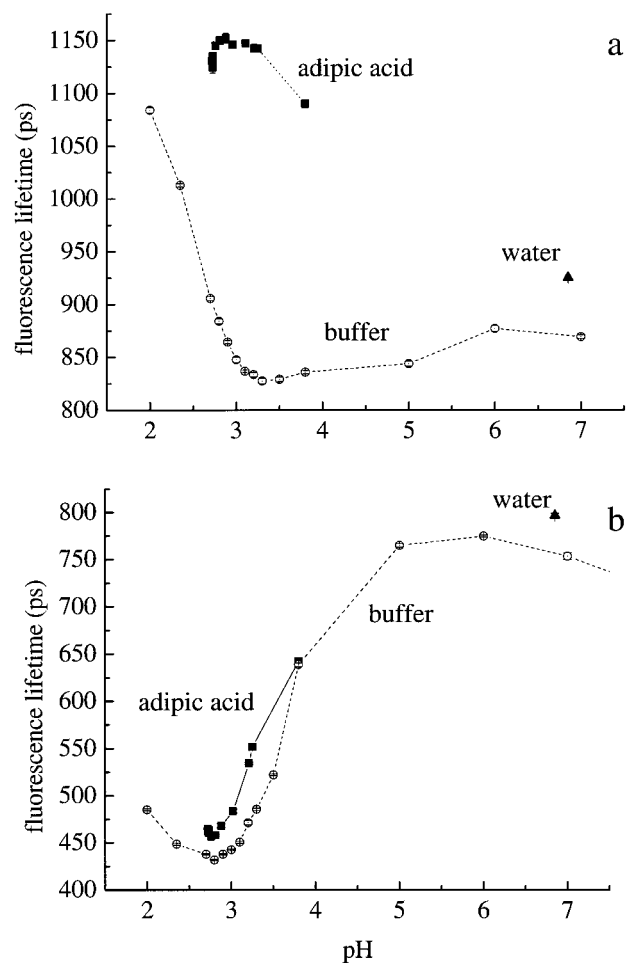 a
1150
1100
1050
1000
950
900
850
800
fluorescence lifetime (ps)
adipic acid
water
buffer
2 3 4 5 6 7
b
800
750
700
650
600
550
500
450
400
fluorescence lifetime (ps)
water
buffer
adipic acid
2 3 4 5 6 7
pH